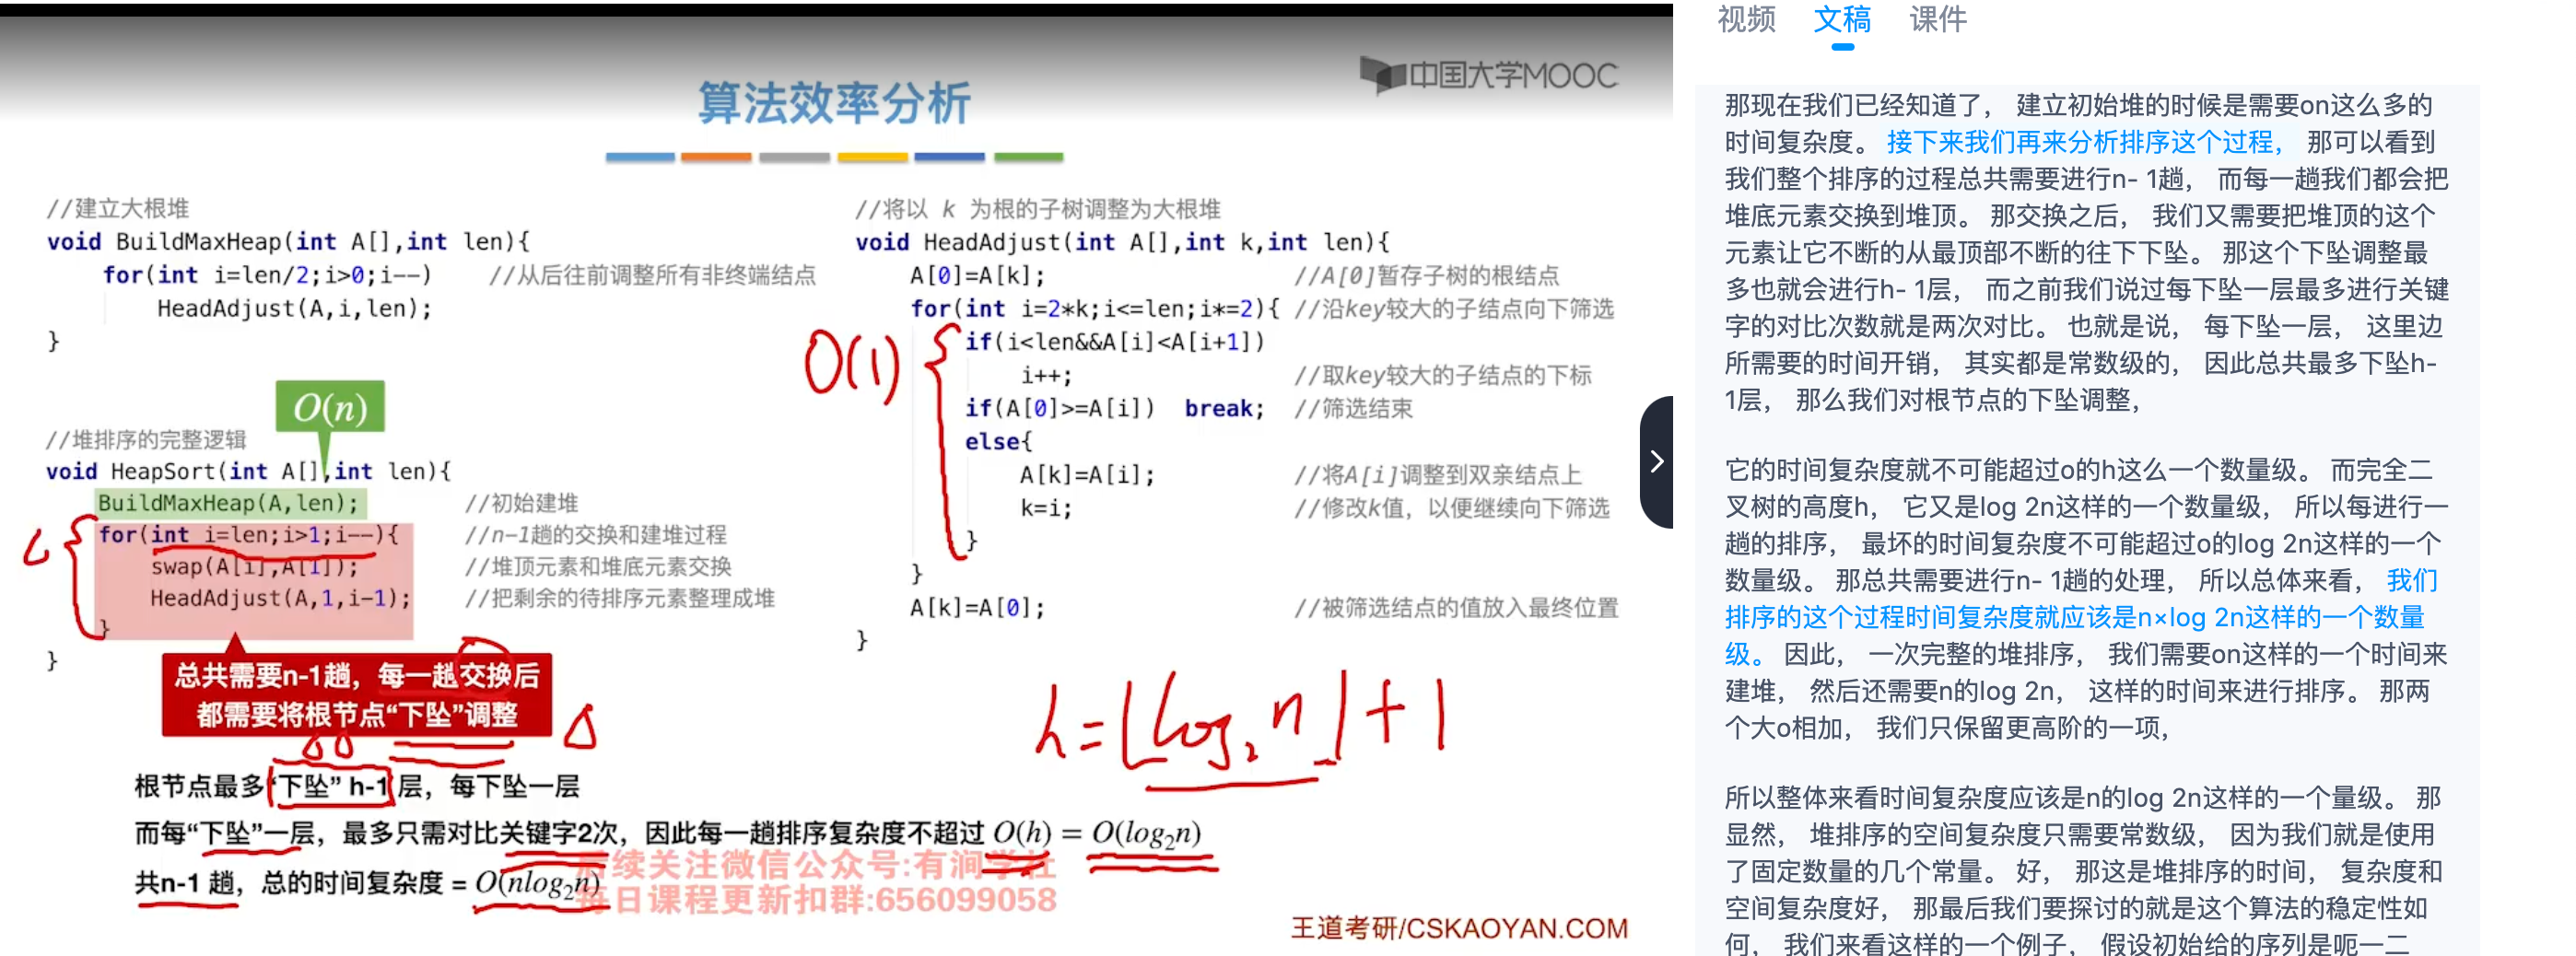 中国大学MOOC
算法效率分析
//建立大根堆
void BuildMaxHeap(int A[],int len){
for(int i=len/2;i>0;i--) //从后往前调整所有非终端结点
HeadAdjust(A,i,len);
}
O(n)
//堆排序的完整逻辑
void HeapSort(int A[],int len){
BuildMaxHeap(A,len); //初始建堆
for(int i=len;i>1;i--){ //n-1趟的交换和建堆过程
swap(A[i],A[1]); //堆顶元素和堆底元素交换
HeadAdjust(A,1,i-1); //把剩余的待排序元素整理成堆
}
}
总共需要n-1趟，每一趟交换后
都需要将根节点“下坠”调整
//将以 k 为根的子树调整为大根堆
void HeadAdjust(int A[],int k,int len){
A[0]=A[k]; //A[0]暂存子树的根结点
for(int i=2*k;i<=len;i*=2){ //沿key较大的子结点向下筛选
O(1)
if(i<len&&A[i]<A[i+1])
i++; //取key较大的子结点的下标
if(A[0]>=A[i]) break; //筛选结束
else{
A[k]=A[i]; //将A[i]调整到双亲结点上
k=i; //修改k值，以便继续向下筛选
}
}
A[k]=A[0]; //被筛选结点的值放入最终位置
}
h=⌊log₂n⌋+1
根节点最多“下坠” h-1 层，每下坠一层
而每“下坠”一层，最多只需对比关键字2次，因此每一趟排序复杂度不超过 O(h) = O(log₂n)
共n-1 趟，总的时间复杂度 = O(nlog₂n)
后续关注微信公众号:有涧学社
每日课程更新扣群:656099058
王道考研/CSKAOYAN.COM
视频 文稿 课件
那现在我们已经知道了， 建立初始堆的时候是需要on这么多的
时间复杂度。 接下来我们再来分析排序这个过程， 那可以看到
我们整个排序的过程总共需要进行n- 1趟， 而每一趟我们都会把
堆底元素交换到堆顶。 那交换之后， 我们又需要把堆顶的这个
元素让它不断的从最顶部不断的往下下坠。 那这个下坠调整最
多也就会进行h- 1层， 而之前我们说过每下坠一层最多进行关键
字的对比次数就是两次对比。 也就是说， 每下坠一层， 这里边
所需要的时间开销， 其实都是常数级的， 因此总共最多下坠h-
1层， 那么我们对根节点的下坠调整，
它的时间复杂度就不可能超过o的h这么一个数量级。 而完全二
叉树的高度h， 它又是log 2n这样的一个数量级， 所以每进行一
趟的排序， 最坏的时间复杂度不可能超过o的log 2n这样的一个
数量级。 那总共需要进行n- 1趟的处理， 所以总体来看， 我们
排序的这个过程时间复杂度就应该是n×log 2n这样的一个数量
级。 因此， 一次完整的堆排序， 我们需要on这样的一个时间来
建堆， 然后还需要n的log 2n， 这样的时间来进行排序。 那两
个大o相加， 我们只保留更高阶的一项，
所以整体来看时间复杂度应该是n的log 2n这样的一个量级。 那
显然， 堆排序的空间复杂度只需要常数级， 因为我们就是使用
了固定数量的几个常量。 好， 那这是堆排序的时间， 复杂度和
空间复杂度好， 那最后我们要探讨的就是这个算法的稳定性如
何， 我们来看这样的一个例子， 假设初始给的序列是呃一二